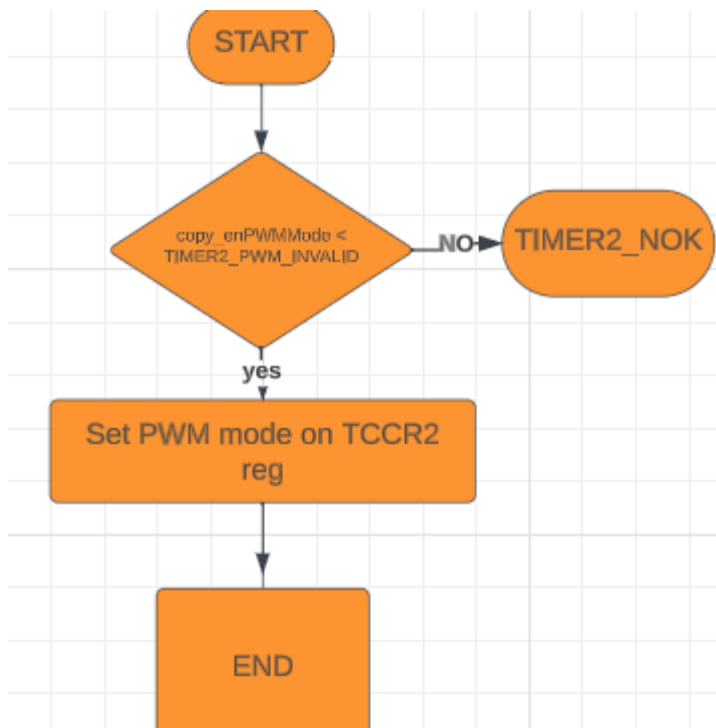 START
copy_enPWMMode <
TIMER2_PWM_INVALID
NO
TIMER2_NOK
yes
Set PWM mode on TCCR2
reg
END